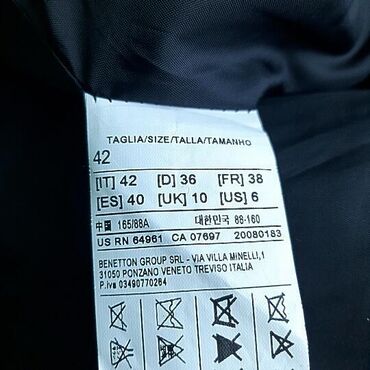 TAGLIA/SIZE/TALLA/TAMANHO
42
[IT] 42 [D] 36 [FR] 38
[ES] 40 [UK] 10 [US] 6
中国 165/88A 대한민국 88-160
US RN 64961 CA 07697 20080183
BENETTON GROUP SRL - VIA VILLA MINELLI,1
31050 PONZANO VENETO TREVISO ITALIA
P.iva 03490770264